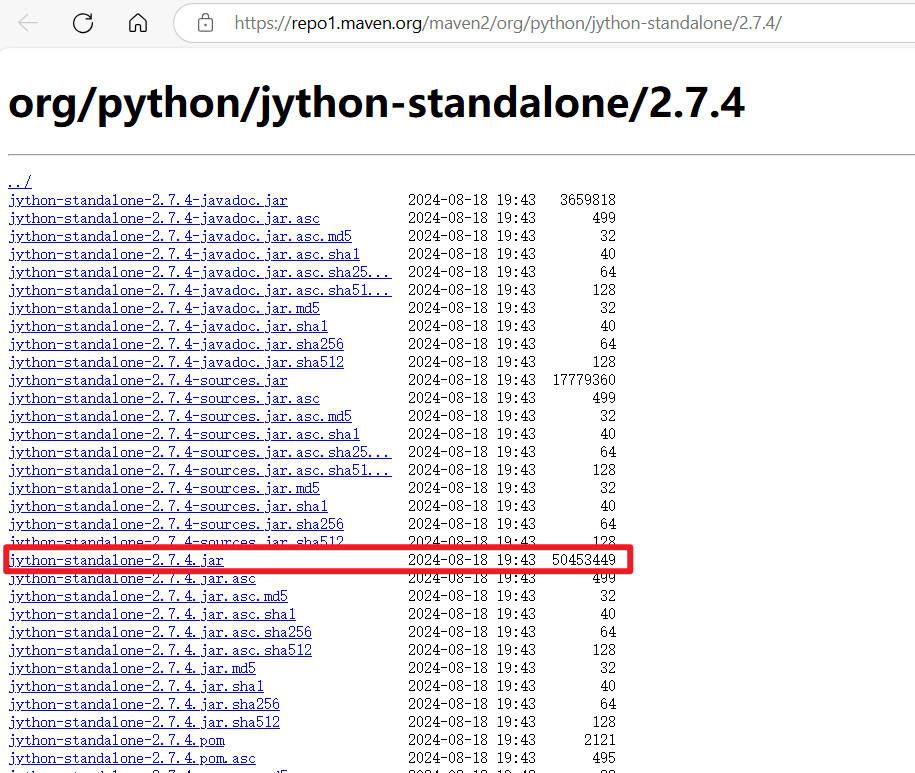 https://repo1.maven.org/maven2/org/python/jython-standalone/2.7.4/
org/python/jython-standalone/2.7.4
../
jython-standalone-2.7.4-javadoc.jar 2024-08-18 19:43 3659818
jython-standalone-2.7.4-javadoc.jar.asc 2024-08-18 19:43 499
jython-standalone-2.7.4-javadoc.jar.asc.md5 2024-08-18 19:43 32
jython-standalone-2.7.4-javadoc.jar.asc.sha1 2024-08-18 19:43 40
jython-standalone-2.7.4-javadoc.jar.asc.sha25... 2024-08-18 19:43 64
jython-standalone-2.7.4-javadoc.jar.asc.sha51... 2024-08-18 19:43 128
jython-standalone-2.7.4-javadoc.jar.md5 2024-08-18 19:43 32
jython-standalone-2.7.4-javadoc.jar.sha1 2024-08-18 19:43 40
jython-standalone-2.7.4-javadoc.jar.sha256 2024-08-18 19:43 64
jython-standalone-2.7.4-javadoc.jar.sha512 2024-08-18 19:43 128
jython-standalone-2.7.4-sources.jar 2024-08-18 19:43 17779360
jython-standalone-2.7.4-sources.jar.asc 2024-08-18 19:43 499
jython-standalone-2.7.4-sources.jar.asc.md5 2024-08-18 19:43 32
jython-standalone-2.7.4-sources.jar.asc.sha1 2024-08-18 19:43 40
jython-standalone-2.7.4-sources.jar.asc.sha25... 2024-08-18 19:43 64
jython-standalone-2.7.4-sources.jar.asc.sha51... 2024-08-18 19:43 128
jython-standalone-2.7.4-sources.jar.md5 2024-08-18 19:43 32
jython-standalone-2.7.4-sources.jar.sha1 2024-08-18 19:43 40
jython-standalone-2.7.4-sources.jar.sha256 2024-08-18 19:43 64
jython-standalone-2.7.4-sources.jar.sha512 2024-08-18 19:43 128
jython-standalone-2.7.4.jar 2024-08-18 19:43 50453449
jython-standalone-2.7.4.jar.asc 2024-08-18 19:43 499
jython-standalone-2.7.4.jar.asc.md5 2024-08-18 19:43 32
jython-standalone-2.7.4.jar.asc.sha1 2024-08-18 19:43 40
jython-standalone-2.7.4.jar.asc.sha256 2024-08-18 19:43 64
jython-standalone-2.7.4.jar.asc.sha512 2024-08-18 19:43 128
jython-standalone-2.7.4.jar.md5 2024-08-18 19:43 32
jython-standalone-2.7.4.jar.sha1 2024-08-18 19:43 40
jython-standalone-2.7.4.jar.sha256 2024-08-18 19:43 64
jython-standalone-2.7.4.jar.sha512 2024-08-18 19:43 128
jython-standalone-2.7.4.pom 2024-08-18 19:43 2121
jython-standalone-2.7.4.pom.asc 2024-08-18 19:43 495